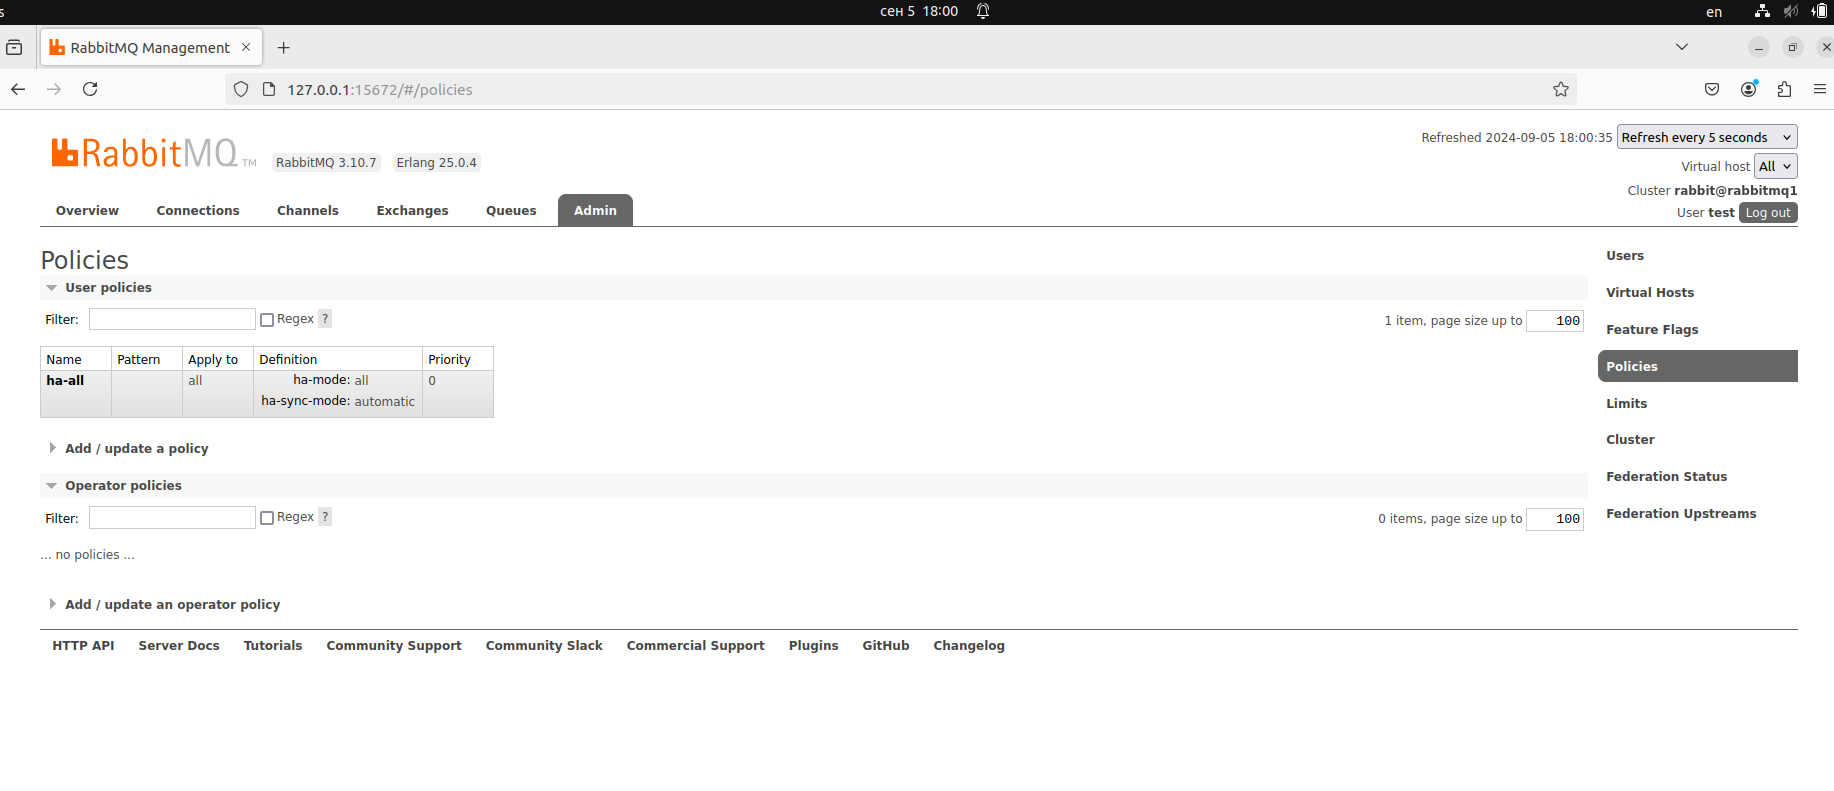 s
сен 5 18:00
en
RabbitMQ Management
127.0.0.1:15672/#/policies
RabbitMQ TM
RabbitMQ 3.10.7
Erlang 25.0.4
Refreshed 2024-09-05 18:00:35
Refresh every 5 seconds
Virtual host All
Cluster rabbit@rabbitmq1
User test Log out
Overview Connections Channels Exchanges Queues Admin
Policies
User policies
Filter: Regex ?
1 item, page size up to 100
Name Pattern Apply to Definition Priority
ha-all all ha-mode: all 0
ha-sync-mode: automatic
Add / update a policy
Operator policies
Filter: Regex ?
0 items, page size up to 100
... no policies ...
Add / update an operator policy
Users
Virtual Hosts
Feature Flags
Policies
Limits
Cluster
Federation Status
Federation Upstreams
HTTP API Server Docs Tutorials Community Support Community Slack Commercial Support Plugins GitHub Changelog